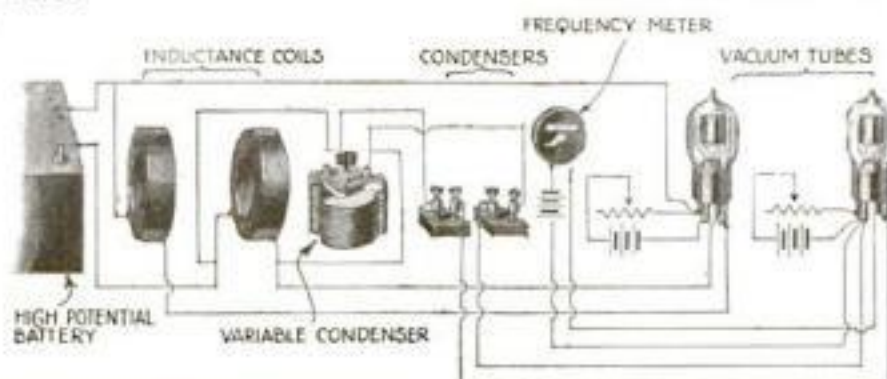 FREQUENCY METER
INDUCTANCE COILS
CONDENSERS
VACUUM TUBES
HIGH POTENTIAL
BATTERY
VARIABLE CONDENSER